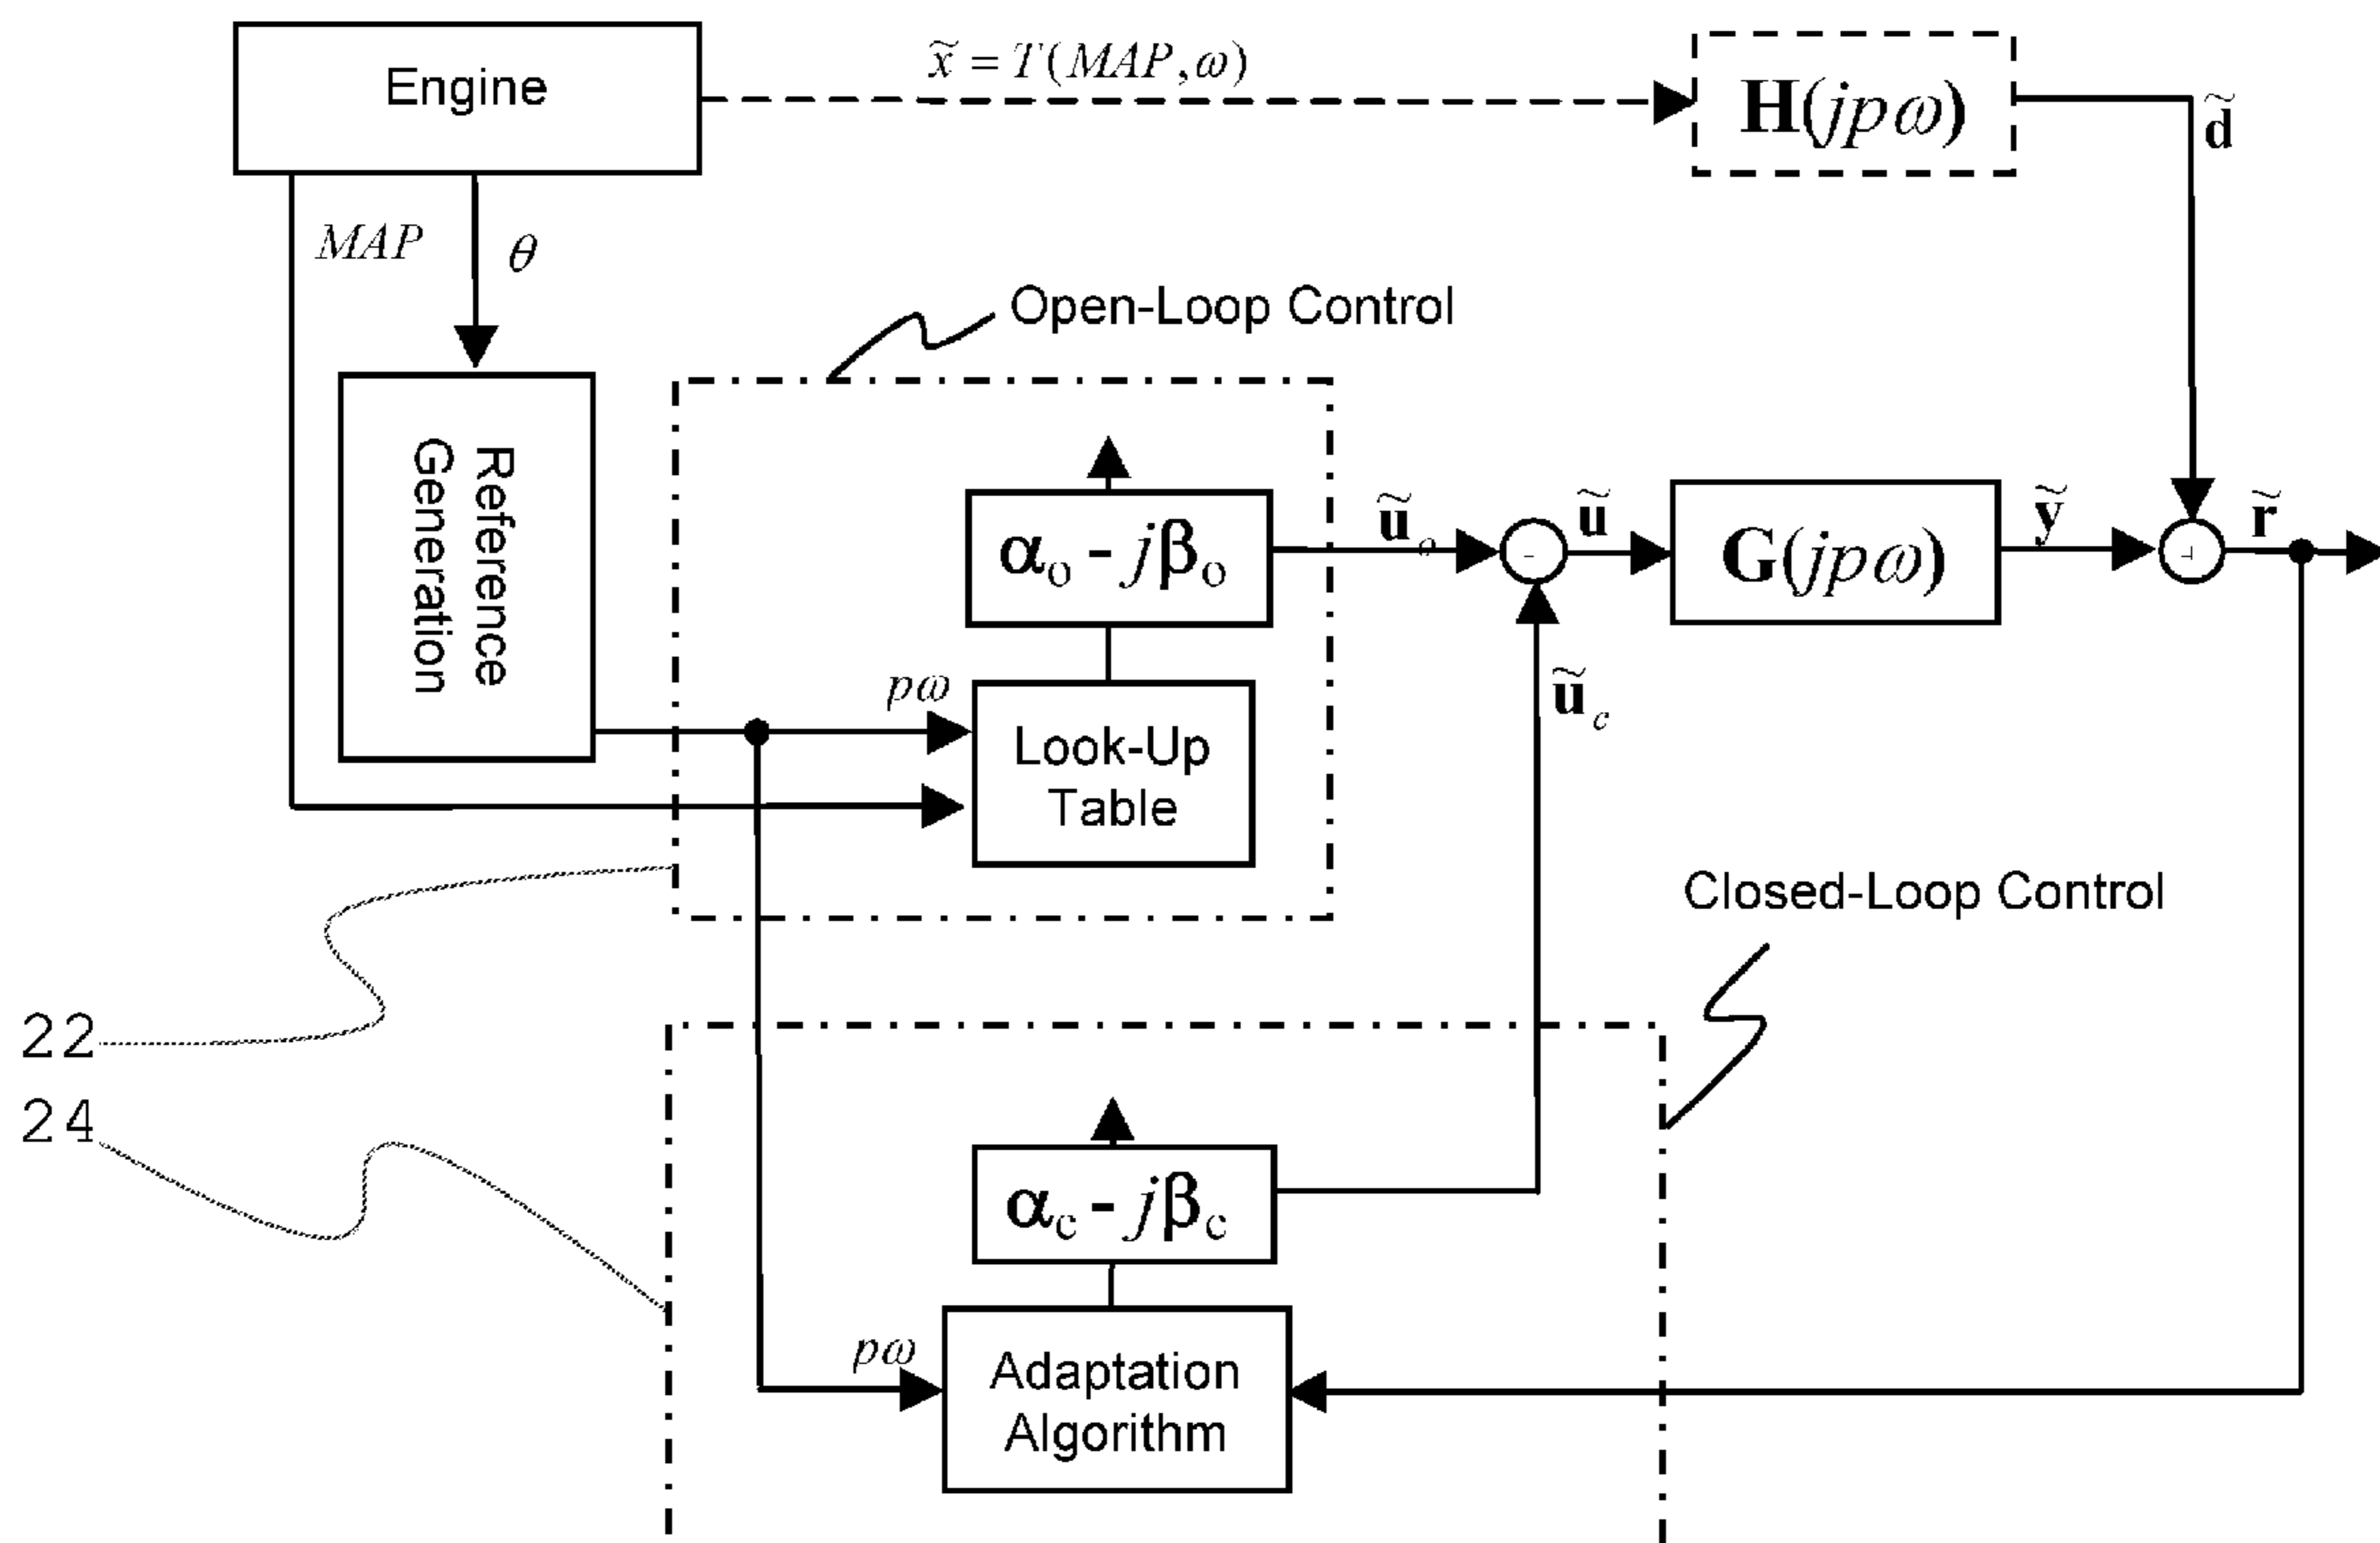 Engine
x̃ = T(MAP, ω)
H(jpω)
d̃
MAP
θ
Open-Loop Control
Reference
Generation
αo - jβo
ũo
-
ũ
G(jpω)
ỹ
+
r̃
pω
Look-Up
Table
ũc
Closed-Loop Control
22
24
αc - jβc
pω
Adaptation
Algorithm